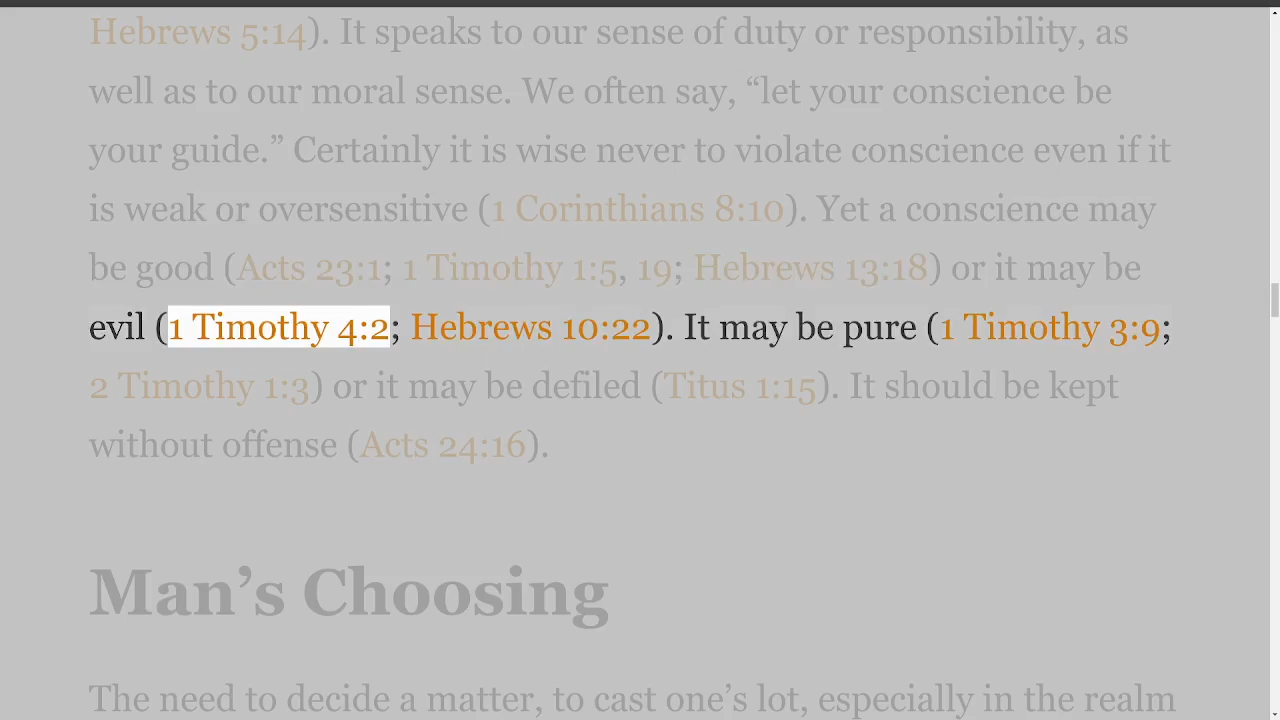 Hebrews 5:14). It speaks to our sense of duty or responsibility, as
well as to our moral sense. We often say, “let your conscience be
your guide.” Certainly it is wise never to violate conscience even if it
is weak or oversensitive (1 Corinthians 8:10). Yet a conscience may
be good (Acts 23:1; 1 Timothy 1:5, 19; Hebrews 13:18) or it may be
evil (1 Timothy 4:2; Hebrews 10:22). It may be pure (1 Timothy 3:9;
2 Timothy 1:3) or it may be defiled (Titus 1:15). It should be kept
without offense (Acts 24:16).
Man’s Choosing
The need to decide a matter, to cast one’s lot, especially in the realm